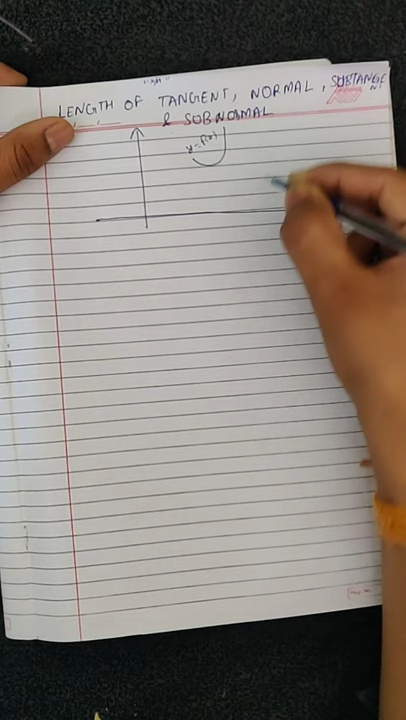 LENGTH OF TANGENT, NORMAL, SUBTANGENT
& SUBNORMAL
y=f(x)